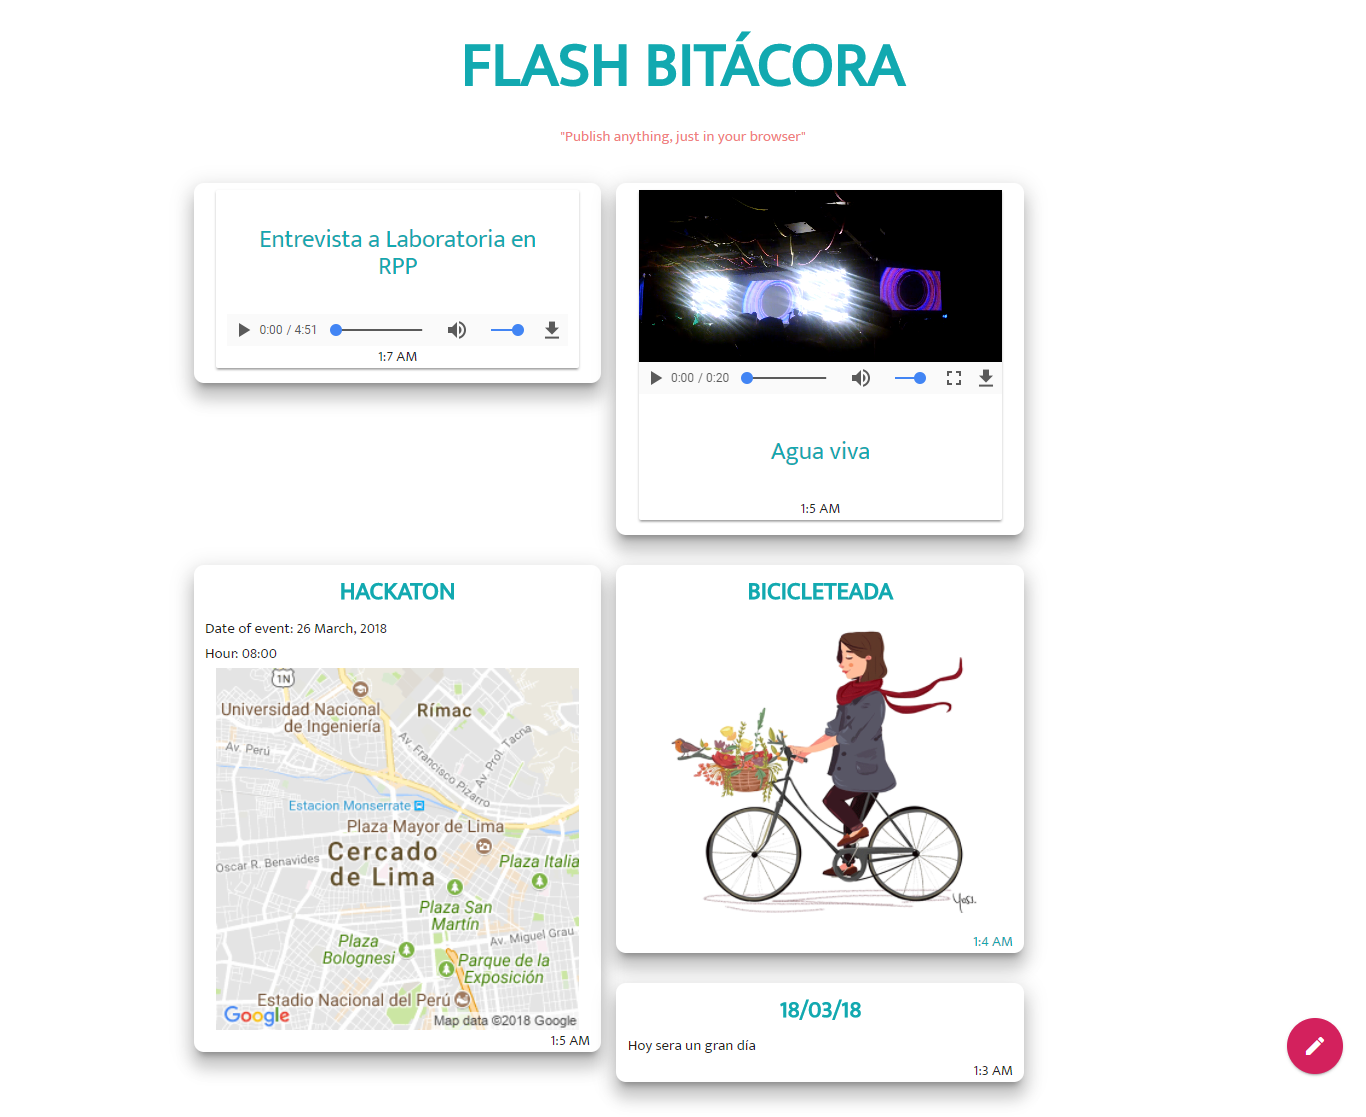 FLASH BITÁCORA
"Publish anything, just in your browser"
Entrevista a Laboratoria en
RPP
0:00 / 4:51
1:7 AM
0:00 / 0:20
Agua viva
1:5 AM
HACKATON
Date of event: 26 March, 2018
Hour: 08:00
1N
Universidad Nacional
de Ingeniería
Rímac
Av. Perú
Av. Francisco Pizarro
Av. Prol. Tacna
Estacion Monserrate
Plaza Mayor de Lima
Oscar R. Benavides
Cercado
de Lima
Plaza Italia
Plaza San
Martín
Av. Miguel Grau
Plaza
Bolognesi
Parque de la
Exposición
Estadio Nacional del Perú
Google
Map data ©2018 Google
1:5 AM
BICICLETEADA
Yesi.
1:4 AM
18/03/18
Hoy sera un gran día
1:3 AM